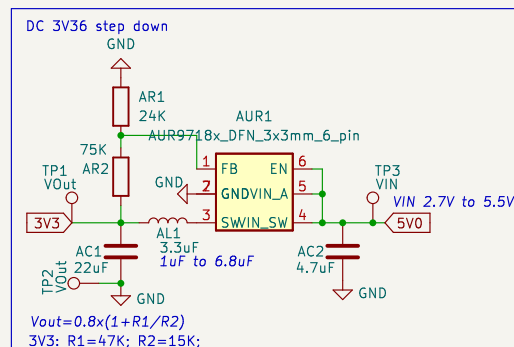 DC 3V36 step down
GND
AR1
24K
AUR1
AUR9718x_DFN_3x3mm_6_pin
75K
AR2
TP1
VOut
1
FB
EN
6
GND
2
GND
VIN_A
5
TP3
VIN
VIN 2.7V to 5.5V
3V3
3
SW
VIN_SW
4
5V0
AL1
3.3uF
1uF to 6.8uF
AC1
22uF
AC2
4.7uF
TP2
VOut
GND
GND
Vout=0.8x(1+R1/R2)
3V3: R1=47K; R2=15K;